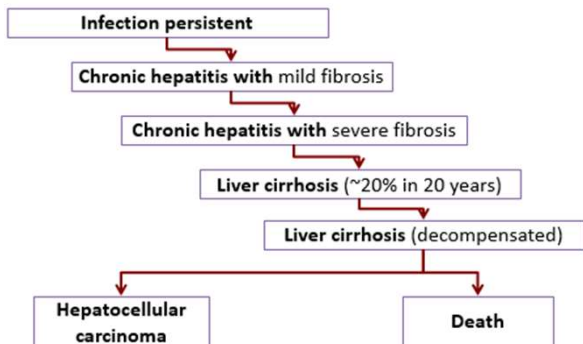 Infection persistent
Chronic hepatitis with mild fibrosis
Chronic hepatitis with severe fibrosis
Liver cirrhosis (~20% in 20 years)
Liver cirrhosis (decompensated)
Hepatocellular
carcinoma
Death